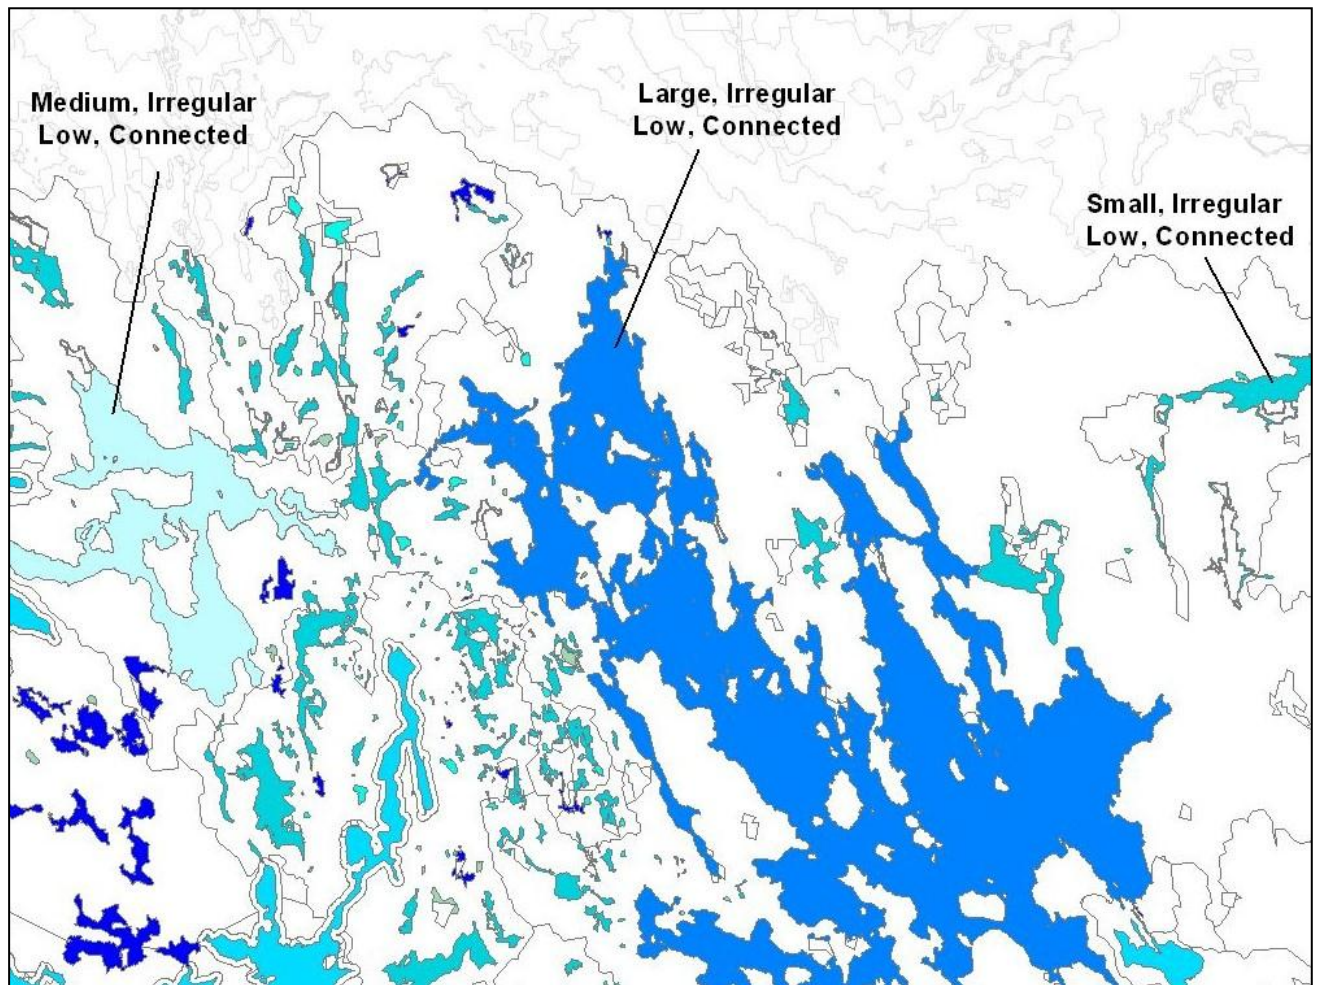 Medium, Irregular
Low, Connected
Large, Irregular
Low, Connected
Small, Irregular
Low, Connected